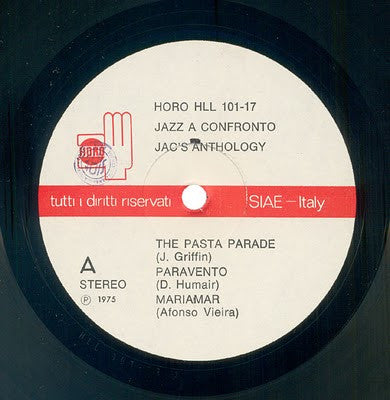 HORO HLL 101-17
JAZZ A CONFRONTO
JAC'S ANTHOLOGY
HORO
tutti i diritti riservati
SIAE — Italy
A
STEREO
Ⓟ 1975
THE PASTA PARADE
(J. Griffin)
PARAVENTO
(D. Humair)
MARIAMAR
(Afonso Vieira)